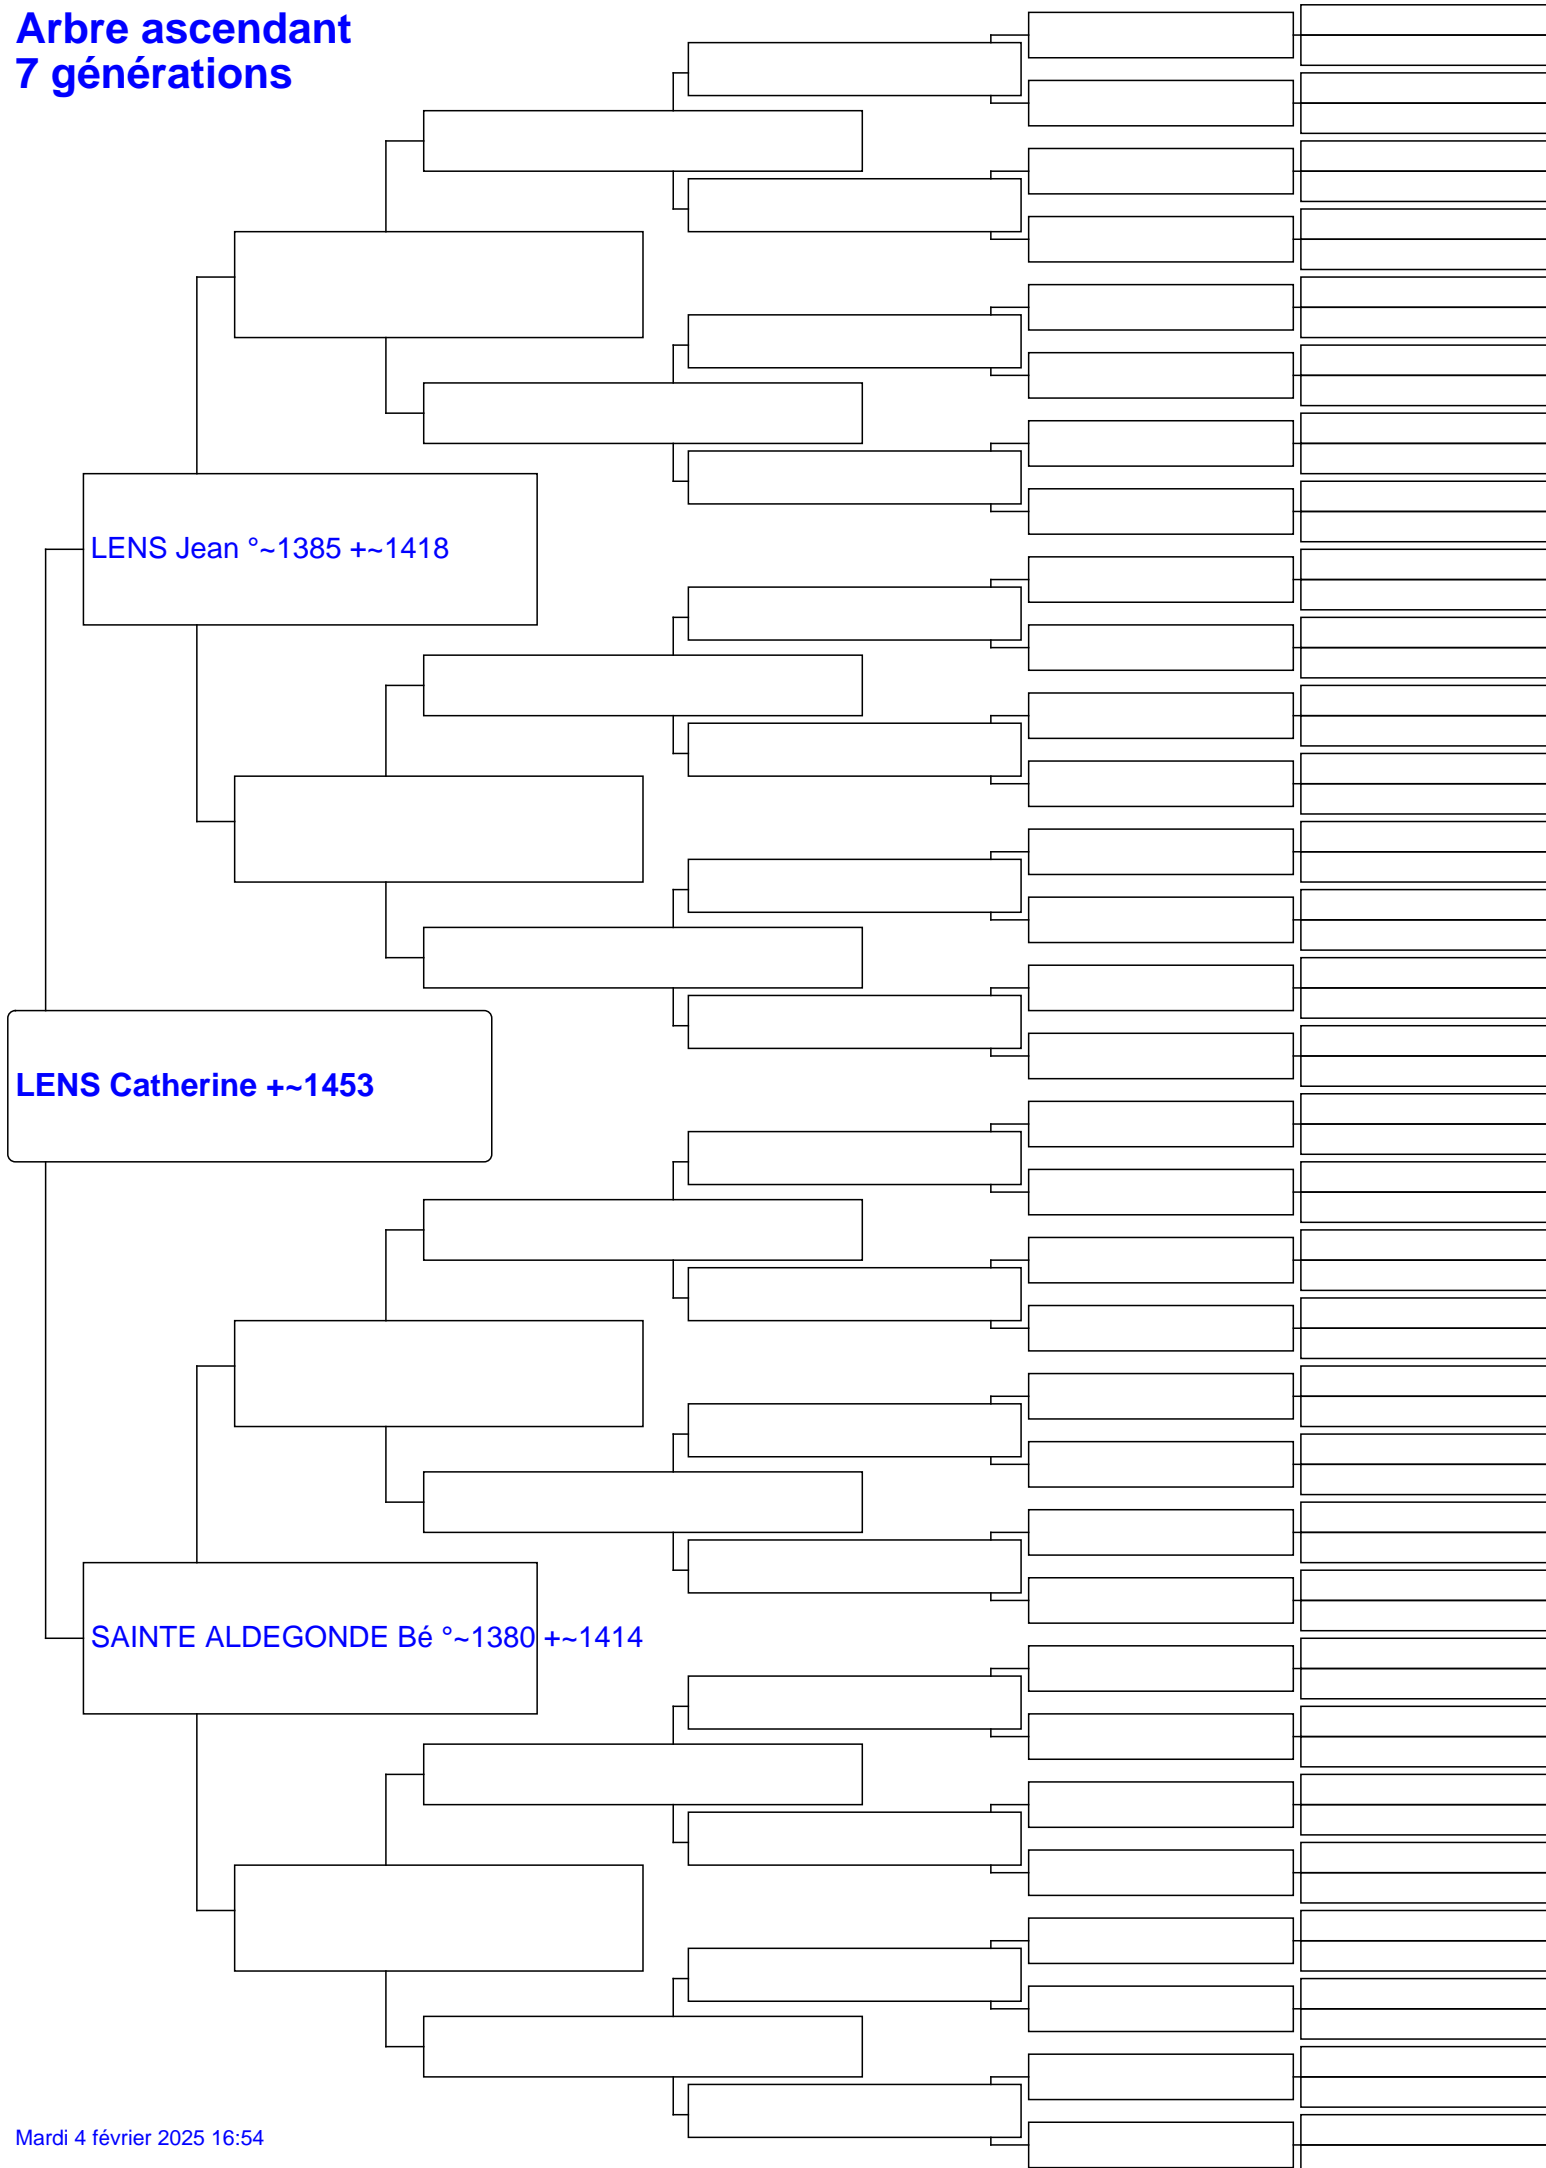 Arbre ascendant
7 générations
LENS Jean °~1385 +~1418
LENS Catherine +~1453
SAINTE ALDEGONDE Bé °~1380 +~1414
Mardi 4 février 2025 16:54